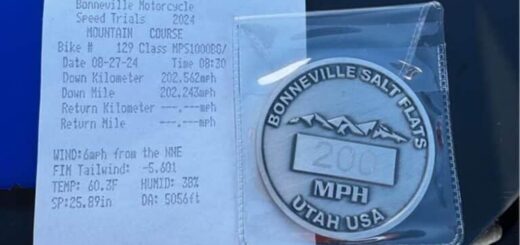 Bonneville Motorcycle
Speed Trials 2024
MOUNTAIN COURSE
Bike # 129 Class MPS1000BG/
Date 08-27-24 Time 08:30
Down Kilometer 202.562mph
Down Mile 202.243mph
Return Kilometer ---.---mph
Return Mile ---.---mph
WIND:6mph from the NNE
FIM Tailwind: -5.601
TEMP: 60.3F HUMID: 38%
SP:25.89in DA: 5056ft
BONNEVILLE SALT FLATS
200
MPH
UTAH USA